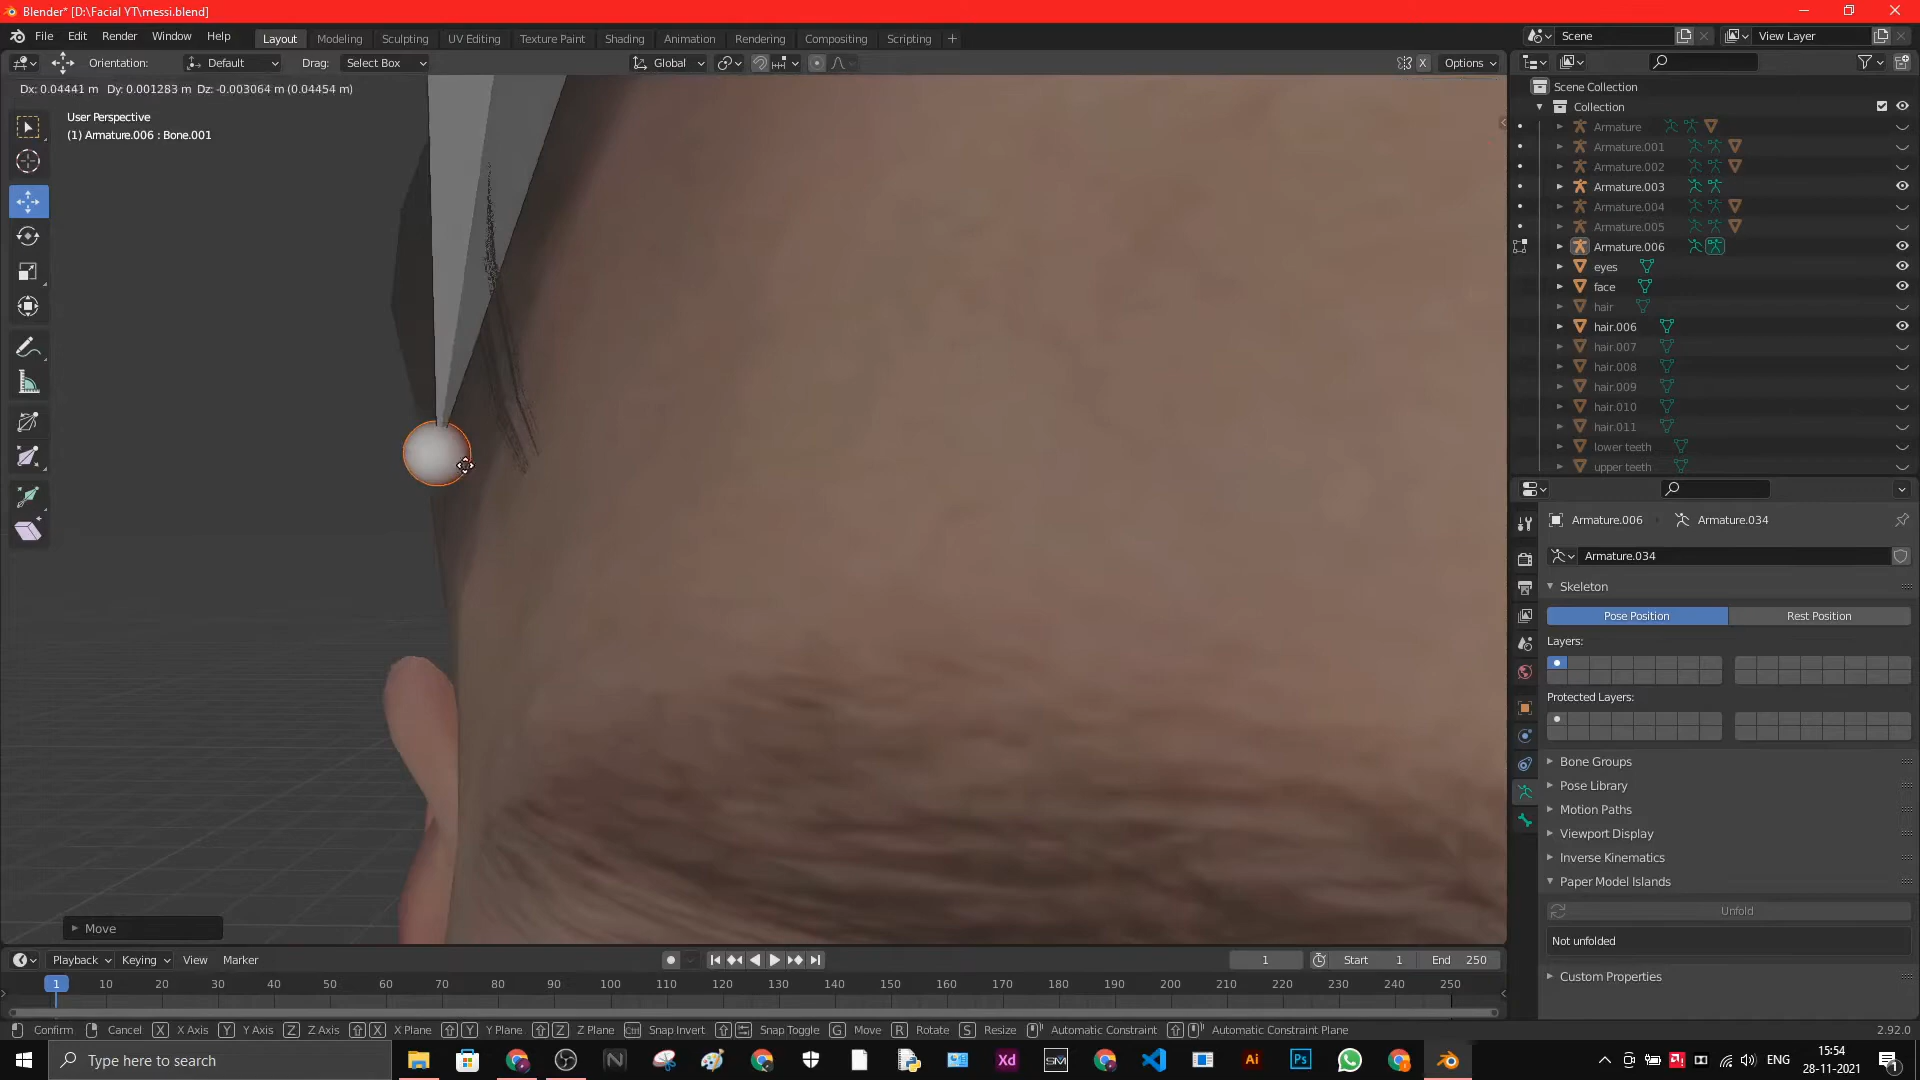 Blender* [D:\Facial YT\messi.blend]
File Edit Render Window Help Layout Modeling Sculpting UV Editing Texture Paint Shading Animation Rendering Compositing Scripting Scene View Layer
Orientation: Default Drag: Select Box Global X Options
Dx: 0.04441 m Dy: 0.001283 m Dz: -0.003064 m (0.04454 m)
User Perspective
(1) Armature.006 : Bone.001
Scene Collection
Collection
Armature
Armature.001
Armature.002
Armature.003
Armature.004
Armature.005
Armature.006
eyes
face
hair
hair.006
hair.007
hair.008
hair.009
hair.010
hair.011
lower teeth
upper teeth
Armature.006 Armature.034
Armature.034
Skeleton
Pose Position Rest Position
Layers:
Protected Layers:
Bone Groups
Pose Library
Motion Paths
Viewport Display
Inverse Kinematics
Paper Model Islands
Unfold
Not unfolded
Custom Properties
Move
Playback Keying View Marker 1 Start 1 End 250
1 10 20 30 40 50 60 70 80 90 100 110 120 130 140 150 160 170 180 190 200 210 220 230 240 250
Confirm Cancel X X Axis Y Y Axis Z Z Axis X X Plane Y Y Plane Z Z Plane Ctrl Snap Invert Snap Toggle G Move R Rotate S Resize Automatic Constraint Automatic Constraint Plane 2.92.0
Type here to search
Xd SM Ai Ps ENG
15:54
28-11-2021
1